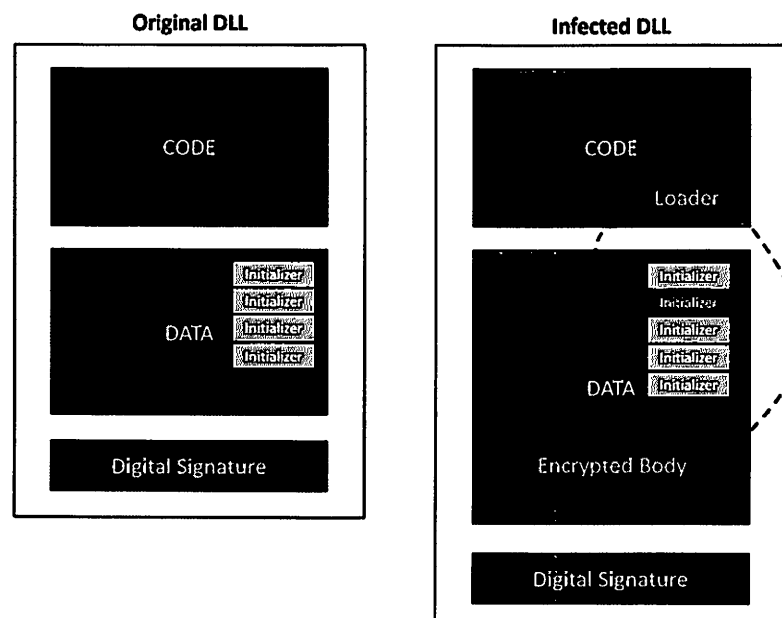 Original DLL
CODE
Initializer
Initializer
Initializer
Initializer
DATA
Digital Signature
Infected DLL
CODE
Loader
Initializer
Initializer
Initializer
Initializer
Initializer
DATA
Encrypted Body
Digital Signature